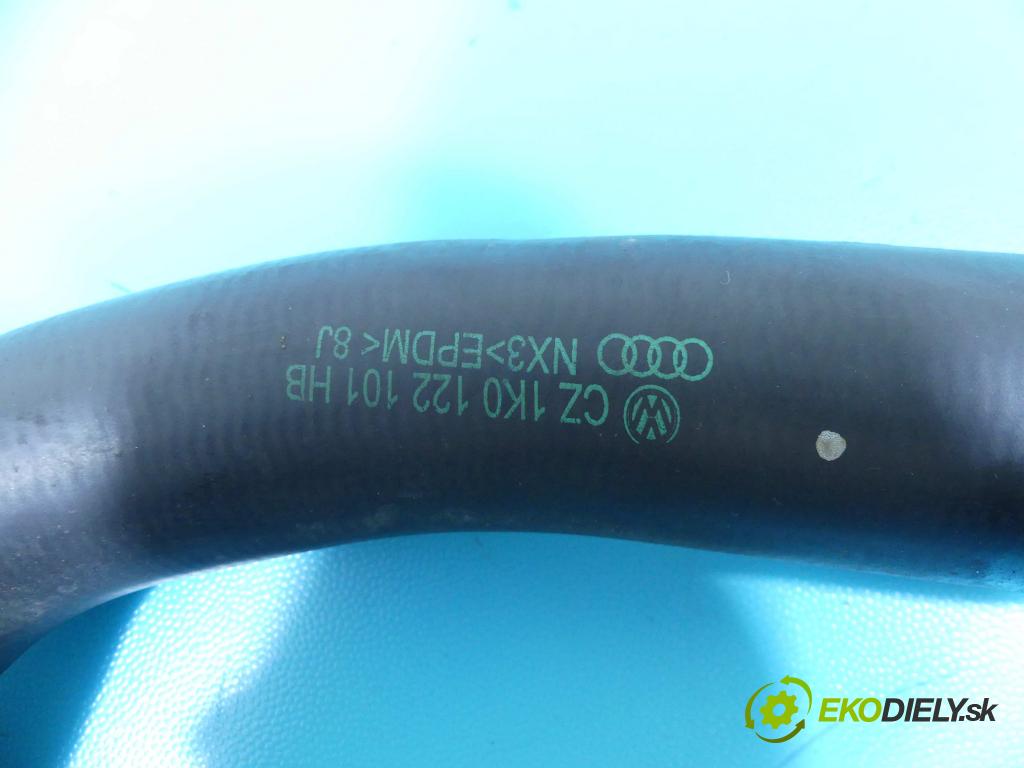 CZ 1K0 122 101 HB
NX3>EPDM<8J
EKODIELY.sk